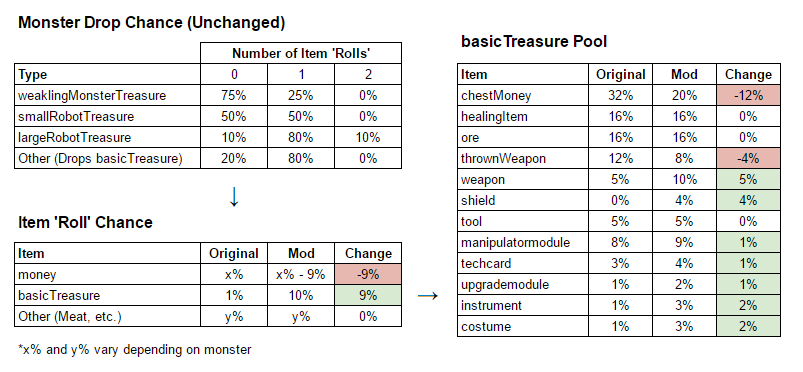 Monster Drop Chance (Unchanged)
Number of Item 'Rolls'
Type 0 1 2
weaklingMonsterTreasure 75% 25% 0%
smallRobotTreasure 50% 50% 0%
largeRobotTreasure 10% 80% 10%
Other (Drops basicTreasure) 20% 80% 0%
↓
Item 'Roll' Chance
Item Original Mod Change
money x% x% - 9% -9%
basicTreasure 1% 10% 9%
Other (Meat, etc.) y% y% 0%
*x% and y% vary depending on monster
→
basicTreasure Pool
Item Original Mod Change
chestMoney 32% 20% -12%
healingItem 16% 16% 0%
ore 16% 16% 0%
thrownWeapon 12% 8% -4%
weapon 5% 10% 5%
shield 0% 4% 4%
tool 5% 5% 0%
manipulatormodule 8% 9% 1%
techcard 3% 4% 1%
upgrademodule 1% 2% 1%
instrument 1% 3% 2%
costume 1% 3% 2%